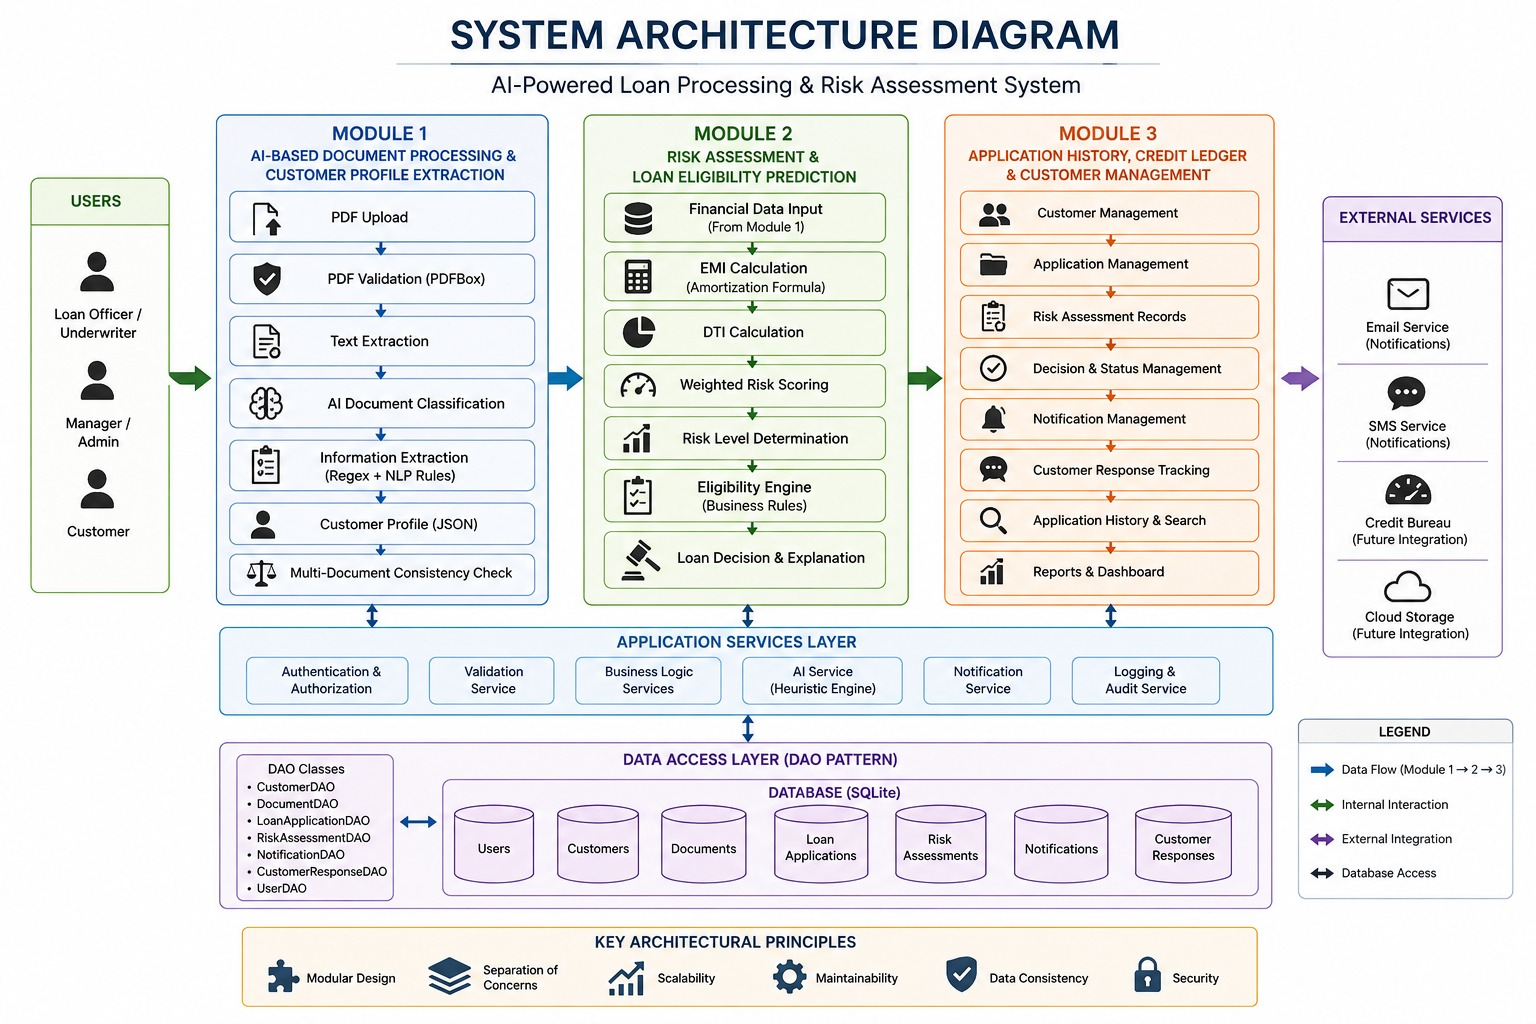 SYSTEM ARCHITECTURE DIAGRAM
AI-Powered Loan Processing & Risk Assessment System
USERS
Loan Officer /
Underwriter
Manager /
Admin
Customer
MODULE 1
AI-BASED DOCUMENT PROCESSING &
CUSTOMER PROFILE EXTRACTION
PDF Upload
PDF Validation (PDFBox)
Text Extraction
AI Document Classification
Information Extraction
(Regex + NLP Rules)
Customer Profile (JSON)
Multi-Document Consistency Check
MODULE 2
RISK ASSESSMENT &
LOAN ELIGIBILITY PREDICTION
Financial Data Input
(From Module 1)
EMI Calculation
(Amortization Formula)
DTI Calculation
Weighted Risk Scoring
Risk Level Determination
Eligibility Engine
(Business Rules)
Loan Decision & Explanation
MODULE 3
APPLICATION HISTORY, CREDIT LEDGER
& CUSTOMER MANAGEMENT
Customer Management
Application Management
Risk Assessment Records
Decision & Status Management
Notification Management
Customer Response Tracking
Application History & Search
Reports & Dashboard
EXTERNAL SERVICES
Email Service
(Notifications)
SMS Service
(Notifications)
Credit Bureau
(Future Integration)
Cloud Storage
(Future Integration)
APPLICATION SERVICES LAYER
Authentication &
Authorization
Validation
Service
Business Logic
Services
AI Service
(Heuristic Engine)
Notification
Service
Logging &
Audit Service
DATA ACCESS LAYER (DAO PATTERN)
DAO Classes
• CustomerDAO
• DocumentDAO
• LoanApplicationDAO
• RiskAssessmentDAO
• NotificationDAO
• CustomerResponseDAO
• UserDAO
DATABASE (SQLite)
Users
Customers
Documents
Loan
Applications
Risk
Assessments
Notifications
Customer
Responses
LEGEND
Data Flow (Module 1 → 2 → 3)
Internal Interaction
External Integration
Database Access
KEY ARCHITECTURAL PRINCIPLES
Modular Design
Separation of
Concerns
Scalability
Maintainability
Data Consistency
Security